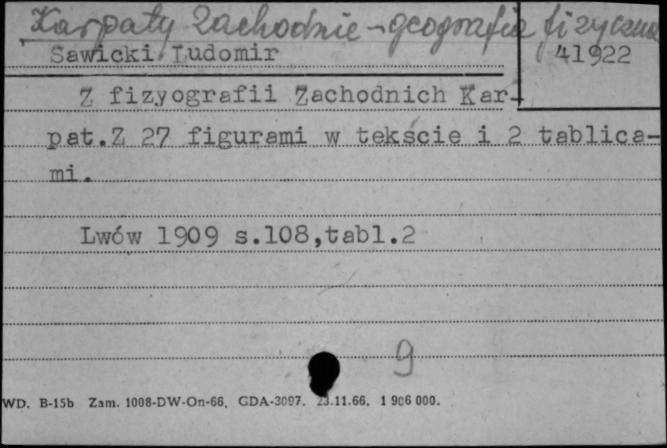 Karpaty Zachodnie - geografia fizyczna
Sawicki Ludomir
41922
Z fizyografii Zachodnich Kar-
pat.Z 27 figurami w tekście i 2 tablica-
mi.
Lwów 1909 s.108,tabl.2
9
WD. B-15b Zam. 1008-DW-On-66. GDA-3097. 23.11.66. 1 906 000.